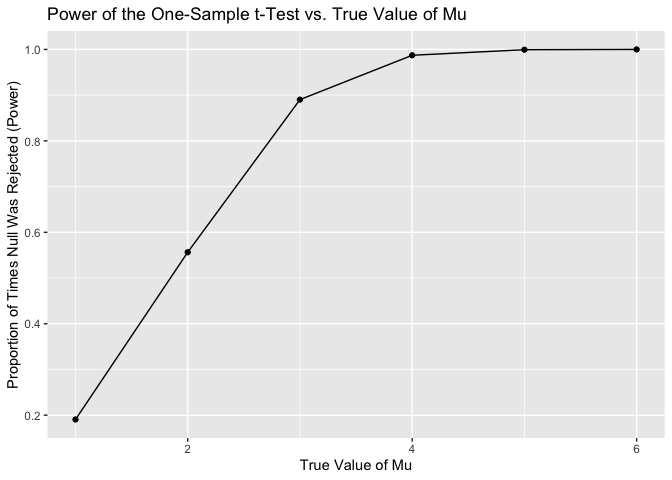 Power of the One-Sample t-Test vs. True Value of Mu
Proportion of Times Null Was Rejected (Power)
1.0
0.8
0.6
0.4
0.2
2
4
6
True Value of Mu